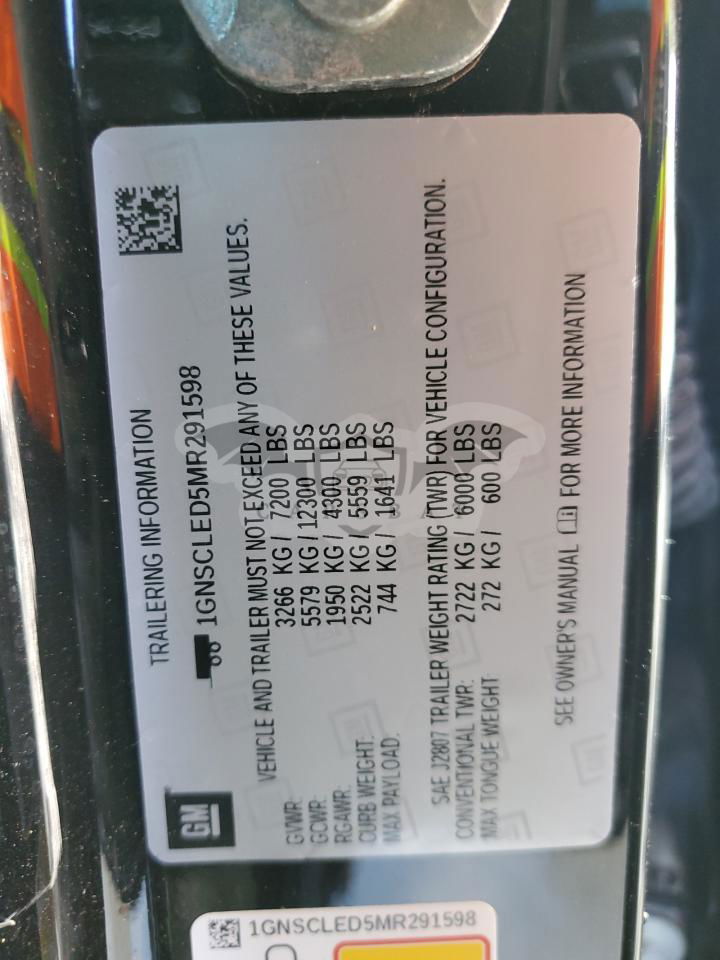 GM
TRAILERING INFORMATION
1GNSCLED5MR291598
VEHICLE AND TRAILER MUST NOT EXCEED ANY OF THESE VALUES.
GVWR: 3266 KG / 7200 LBS
GCWR: 5579 KG / 12300 LBS
RGAWR: 1950 KG / 4300 LBS
CURB WEIGHT: 2522 KG / 5559 LBS
MAX PAYLOAD: 744 KG / 1641 LBS
SAE J2807 TRAILER WEIGHT RATING (TWR) FOR VEHICLE CONFIGURATION.
CONVENTIONAL TWR: 2722 KG / 6000 LBS
MAX TONGUE WEIGHT: 272 KG / 600 LBS
SEE OWNER'S MANUAL FOR MORE INFORMATION
1GNSCLED5MR291598